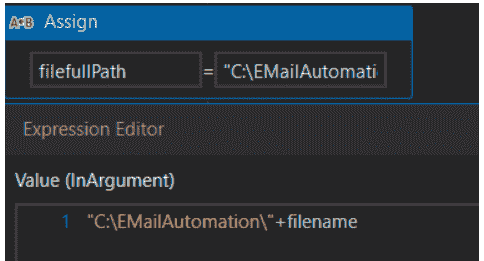 A+B Assign
filefullPath = "C:\EMailAutomati
Expression Editor
Value (InArgument)
1 "C:\EMailAutomation\"+filename